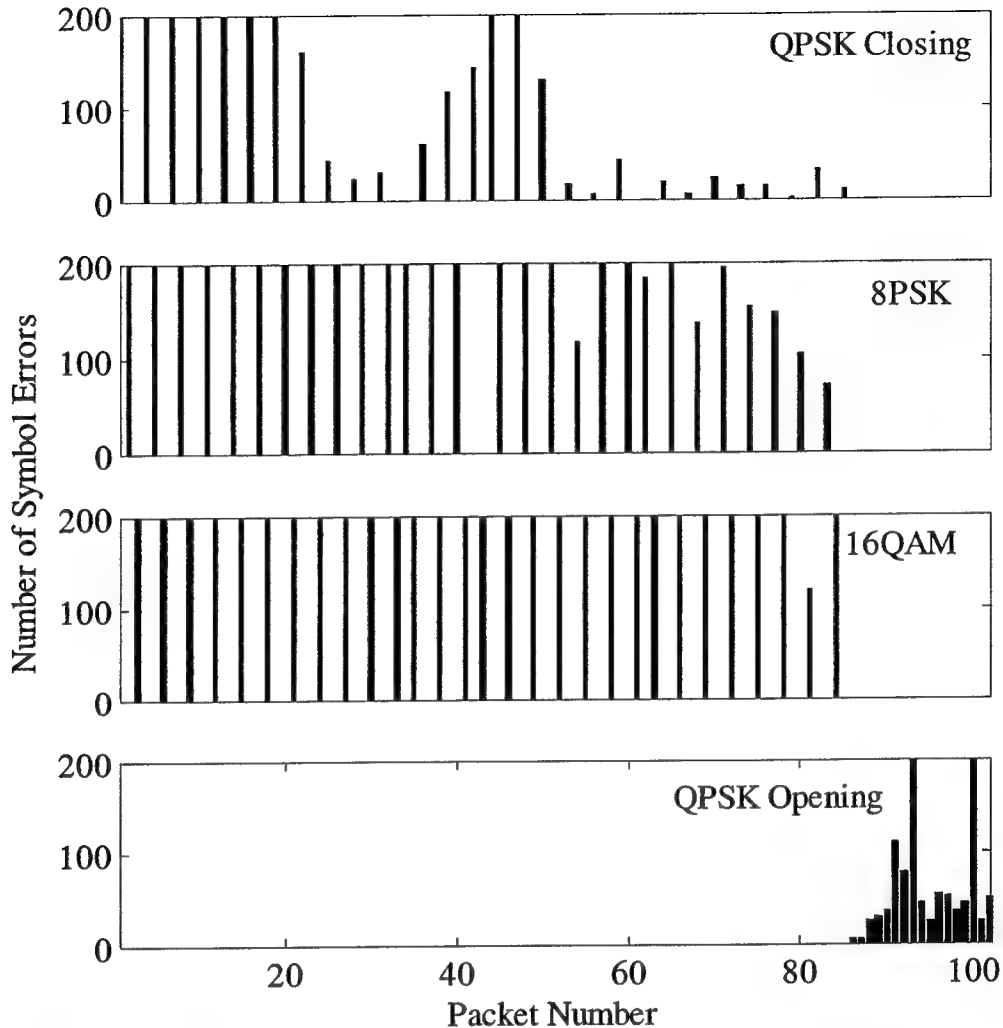 200
100
0
QPSK Closing
200
100
0
8PSK
200
100
0
16QAM
200
100
0
QPSK Opening
20
40
60
80
100
Number of Symbol Errors
Packet Number